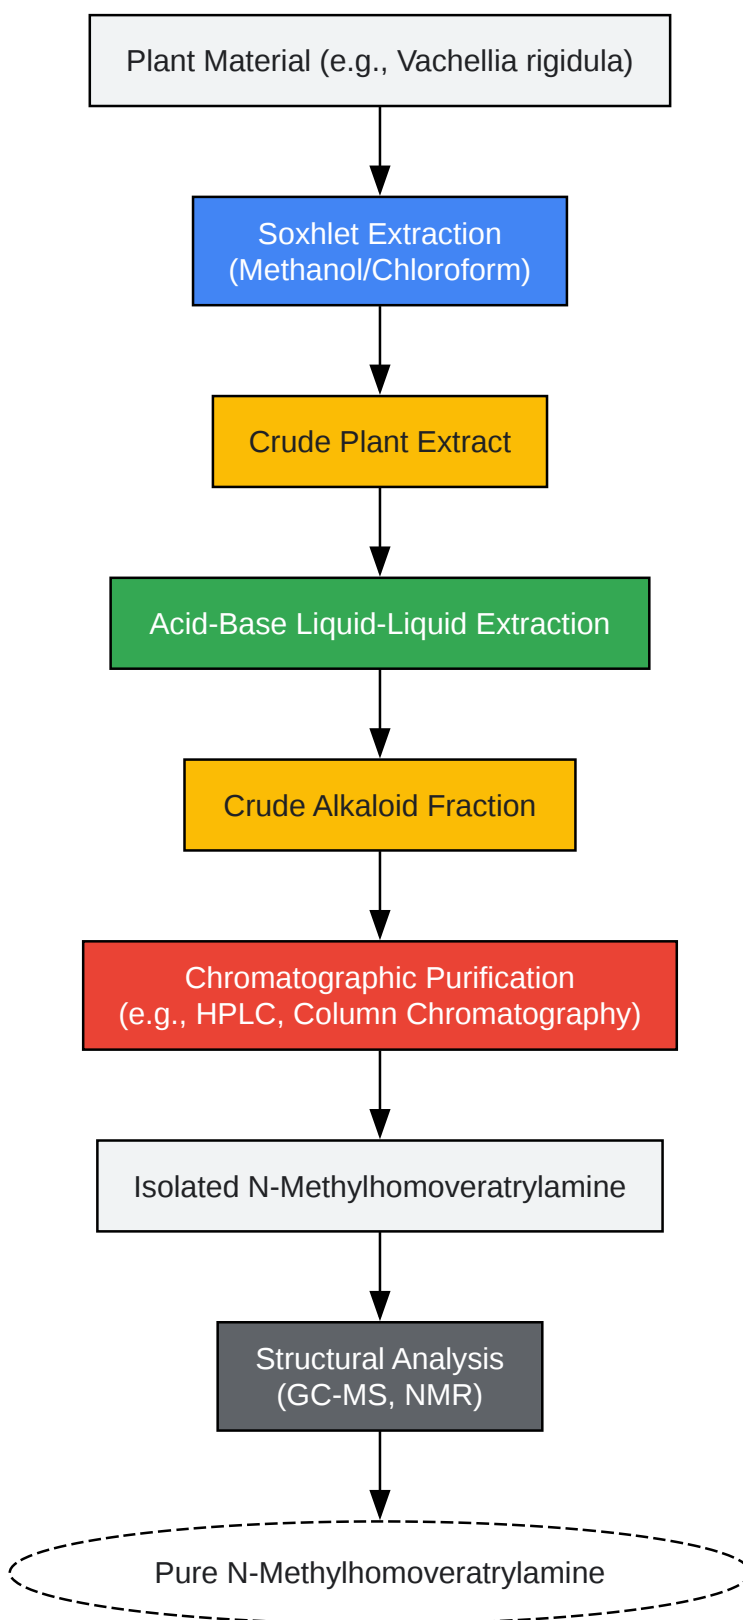 Plant Material (e.g., Vachellia rigidula)
Soxhlet Extraction
(Methanol/Chloroform)
Crude Plant Extract
Acid-Base Liquid-Liquid Extraction
Crude Alkaloid Fraction
Chromatographic Purification
(e.g., HPLC, Column Chromatography)
Isolated N-Methylhomoveratrylamine
Structural Analysis
(GC-MS, NMR)
Pure N-Methylhomoveratrylamine